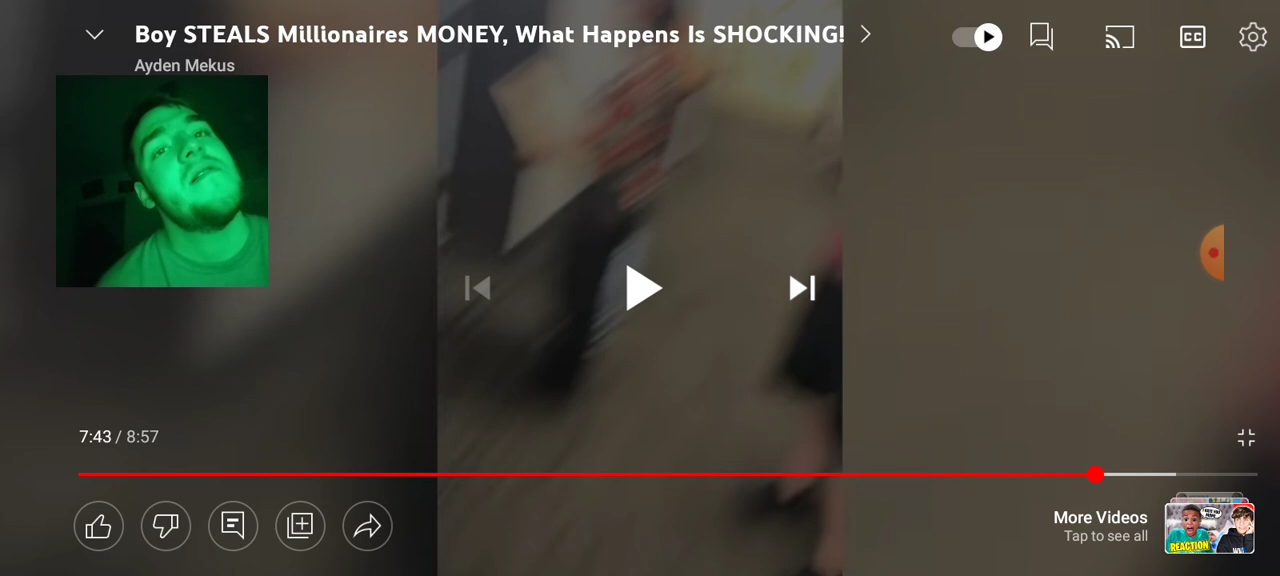 Boy STEALS Millionaires MONEY, What Happens Is SHOCKING!
Ayden Mekus
CC
7:43 / 8:57
More Videos
Tap to see all
REACTION